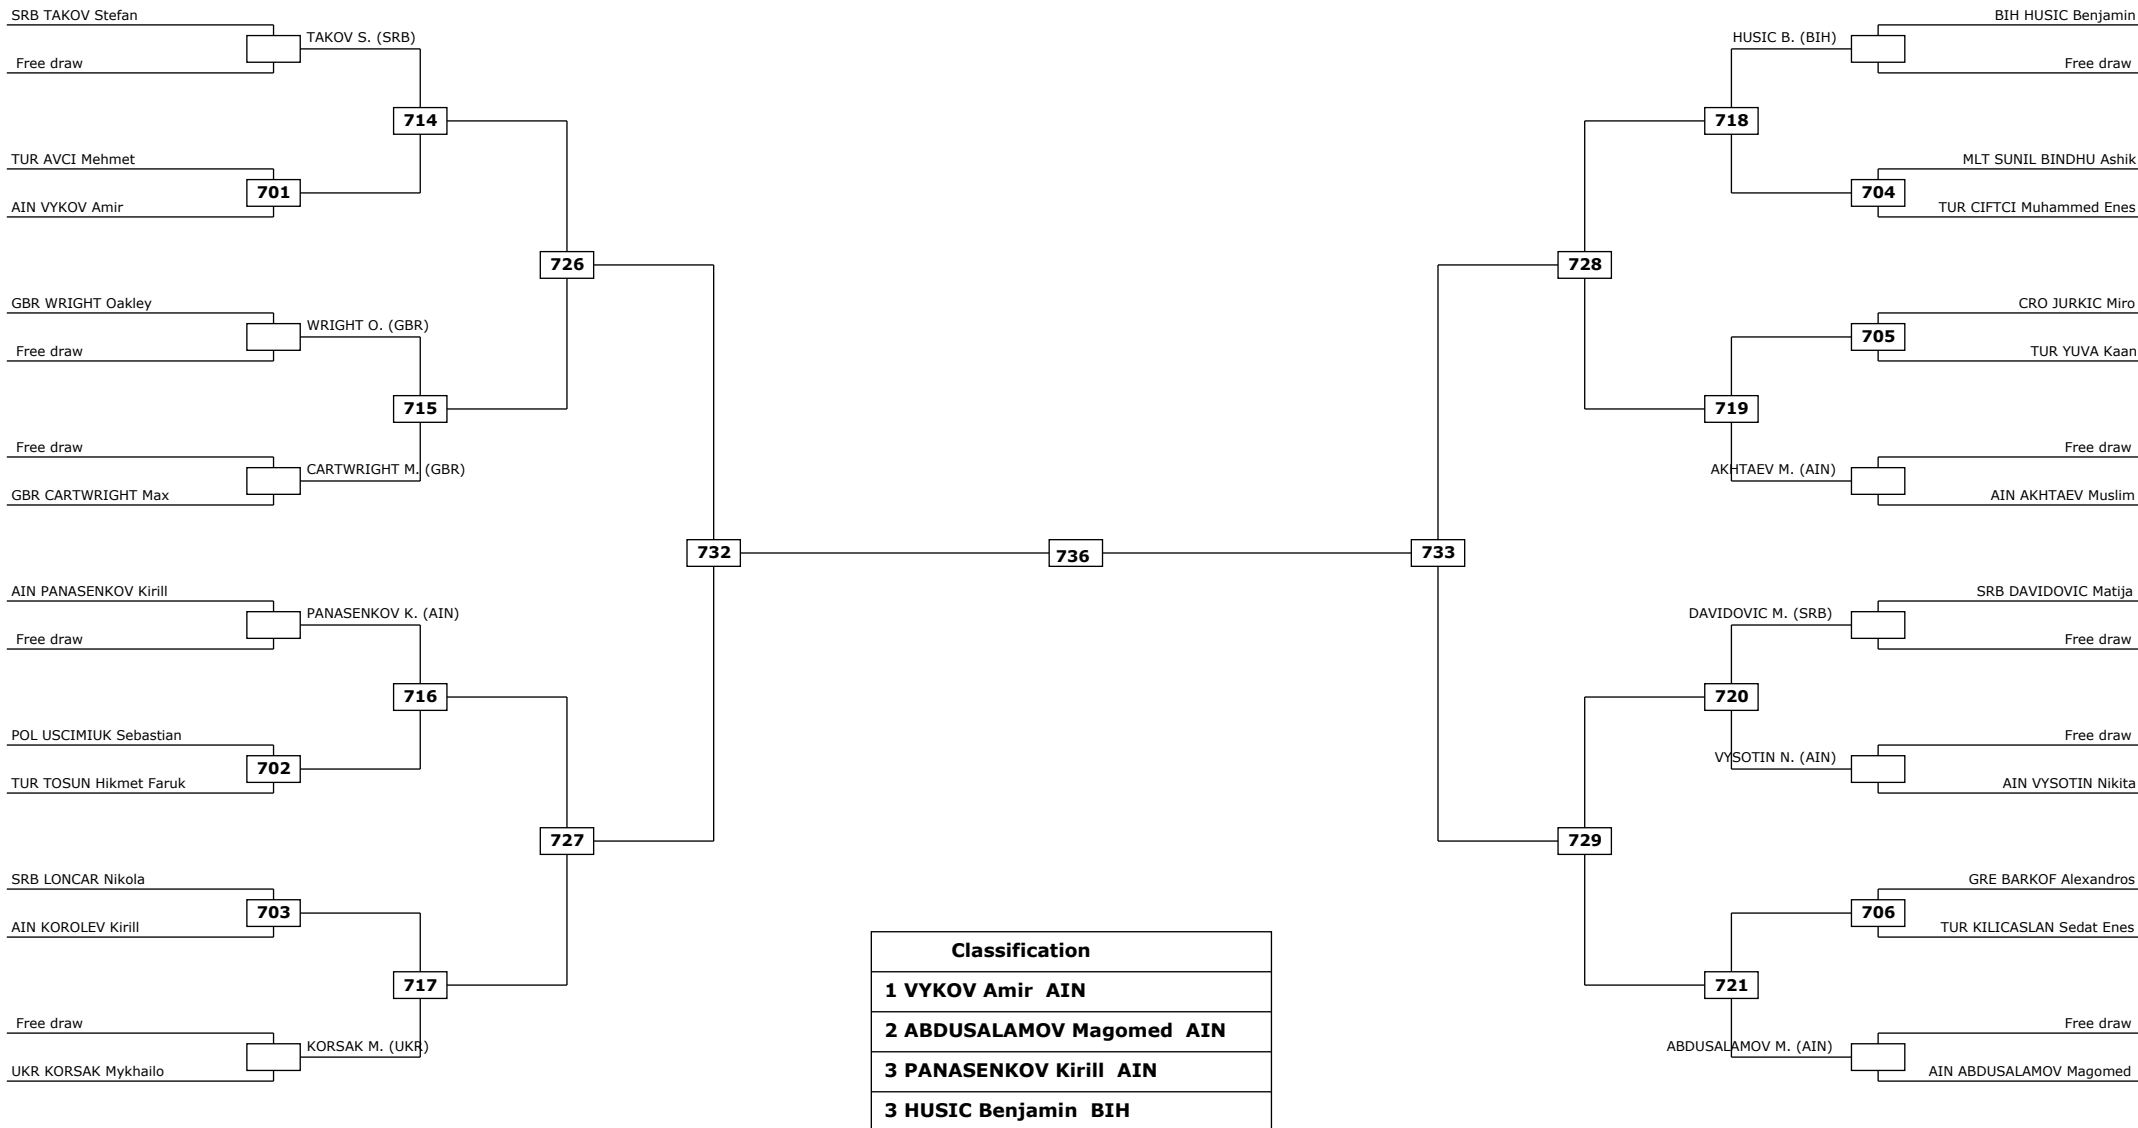 SRB TAKOV Stefan
TAKOV S. (SRB)
Free draw
714
TUR AVCI Mehmet
701
AIN VYKOV Amir
726
GBR WRIGHT Oakley
WRIGHT O. (GBR)
Free draw
715
Free draw
CARTWRIGHT M. (GBR)
GBR CARTWRIGHT Max
732
AIN PANASENKOV Kirill
PANASENKOV K. (AIN)
Free draw
716
POL USCIMIUK Sebastian
702
TUR TOSUN Hikmet Faruk
727
SRB LONCAR Nikola
703
AIN KOROLEV Kirill
717
Free draw
KORSAK M. (UKR)
UKR KORSAK Mykhailo
736
BIH HUSIC Benjamin
HUSIC B. (BIH)
Free draw
718
MLT SUNIL BINDHU Ashik
704
TUR CIFTCI Muhammed Enes
728
CRO JURKIC Miro
705
TUR YUVA Kaan
719
Free draw
AKHTAEV M. (AIN)
AIN AKHTAEV Muslim
733
SRB DAVIDOVIC Matija
DAVIDOVIC M. (SRB)
Free draw
720
Free draw
VYSOTIN N. (AIN)
AIN VYSOTIN Nikita
729
GRE BARKOF Alexandros
706
TUR KILICASLAN Sedat Enes
721
Free draw
ABDUSALAMOV M. (AIN)
AIN ABDUSALAMOV Magomed
Classification
1 VYKOV Amir AIN
2 ABDUSALAMOV Magomed AIN
3 PANASENKOV Kirill AIN
3 HUSIC Benjamin BIH